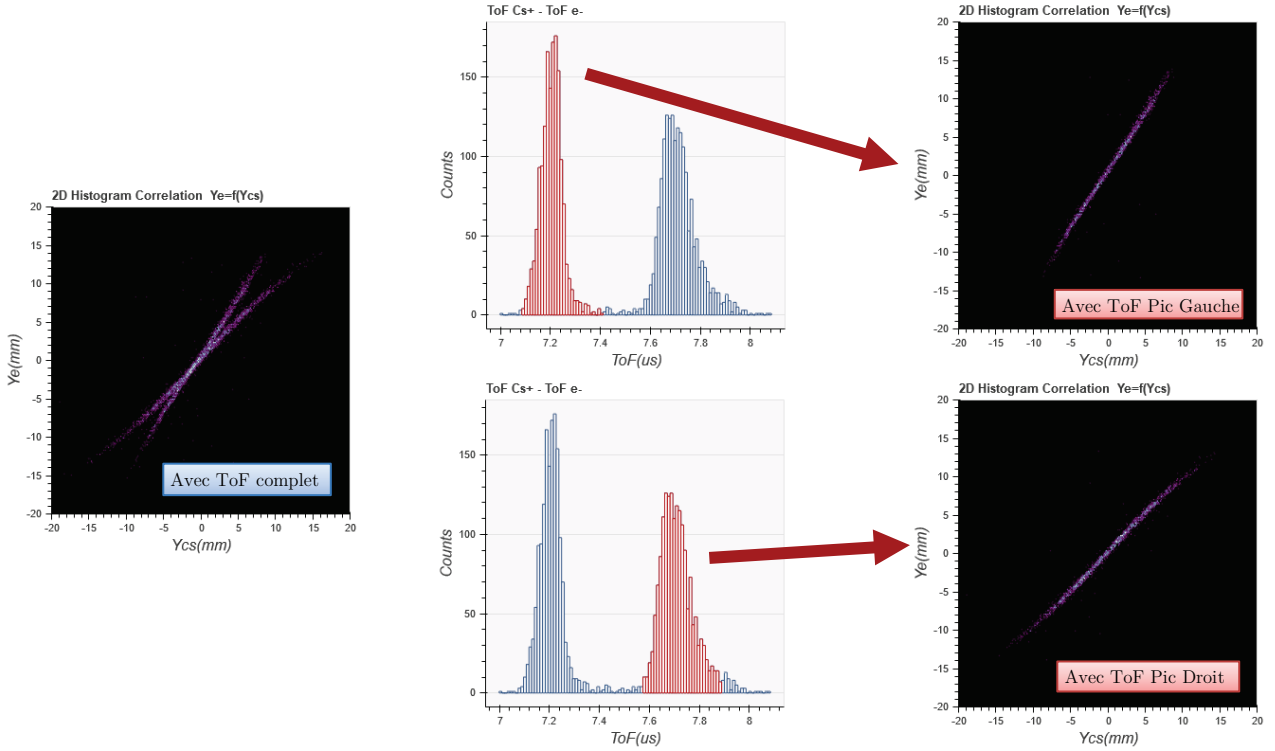 2D Histogram Correlation Ye=f(Ycs)
20
15
10
5
0
-5
-10
-15
-20
Ye(mm)
-20 -15 -10 -5 0 5 10 15 20
Ycs(mm)
Avec ToF complet
ToF Cs+ - ToF e-
150
100
50
0
Counts
7 7.2 7.4 7.6 7.8 8
ToF(us)
2D Histogram Correlation Ye=f(Ycs)
20
15
10
5
0
-5
-10
-15
-20
Ye(mm)
-20 -15 -10 -5 0 5 10 15 20
Ycs(mm)
Avec ToF Pic Gauche
ToF Cs+ - ToF e-
150
100
50
0
Counts
7 7.2 7.4 7.6 7.8 8
ToF(us)
2D Histogram Correlation Ye=f(Ycs)
20
15
10
5
0
-5
-10
-15
-20
Ye(mm)
-20 -15 -10 -5 0 5 10 15 20
Ycs(mm)
Avec ToF Pic Droit